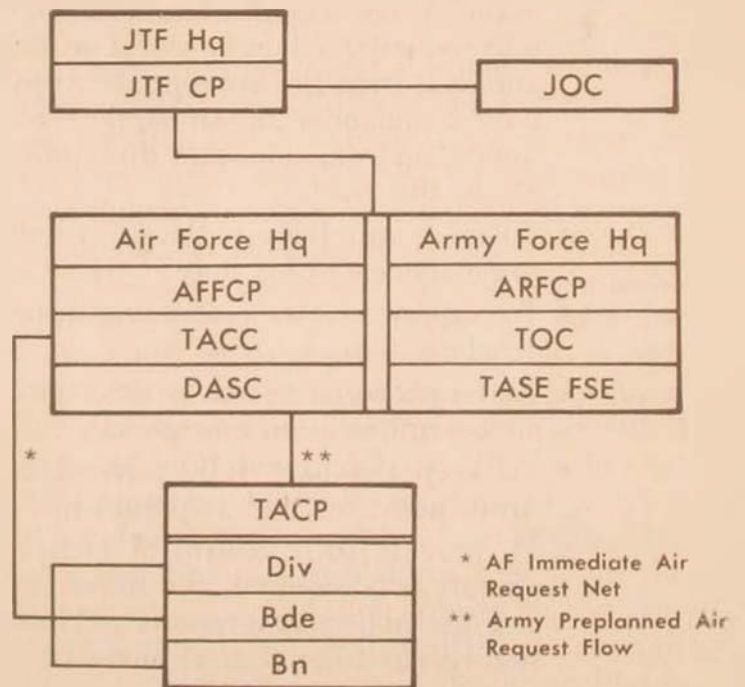 JTF Hq
JTF CP
JOC
Air Force Hq
Army Force Hq
AFFCP
ARFCP
TACC
TOC
DASC
TASE FSE
*
**
TACP
Div
Bde
Bn
* AF Immediate Air
Request Net
** Army Preplanned Air
Request Flow